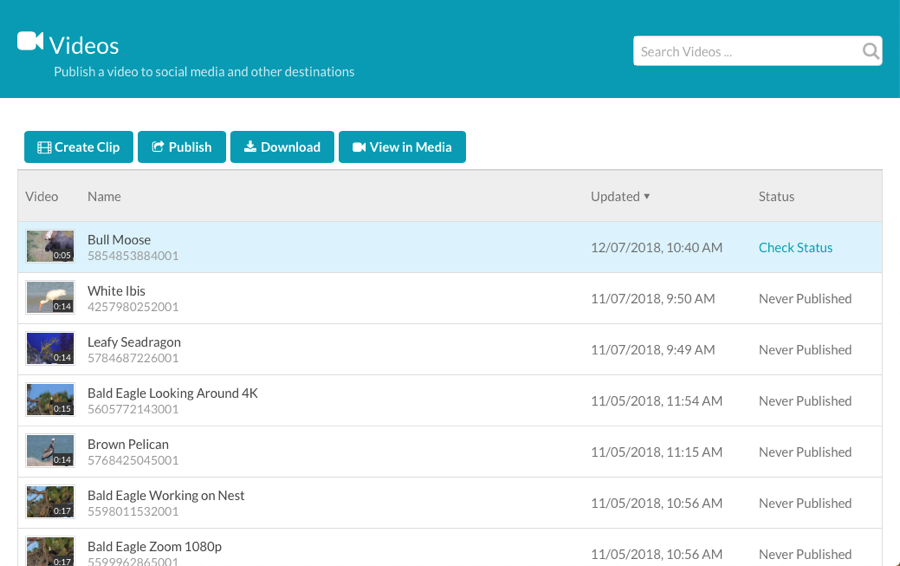 Videos
Publish a video to social media and other destinations
Search Videos ...
Create Clip Publish Download View in Media
Video Name Updated ▼ Status
Bull Moose
0:05 5854853884001 12/07/2018, 10:40 AM Check Status
White Ibis
0:14 4257980252001 11/07/2018, 9:50 AM Never Published
Leafy Seadragon
0:14 5784687226001 11/07/2018, 9:49 AM Never Published
Bald Eagle Looking Around 4K
0:15 5605772143001 11/05/2018, 11:54 AM Never Published
Brown Pelican
0:14 5768425045001 11/05/2018, 11:15 AM Never Published
Bald Eagle Working on Nest
0:17 5598011532001 11/05/2018, 10:56 AM Never Published
Bald Eagle Zoom 1080p
0:17 5599962865001 11/05/2018, 10:56 AM Never Published